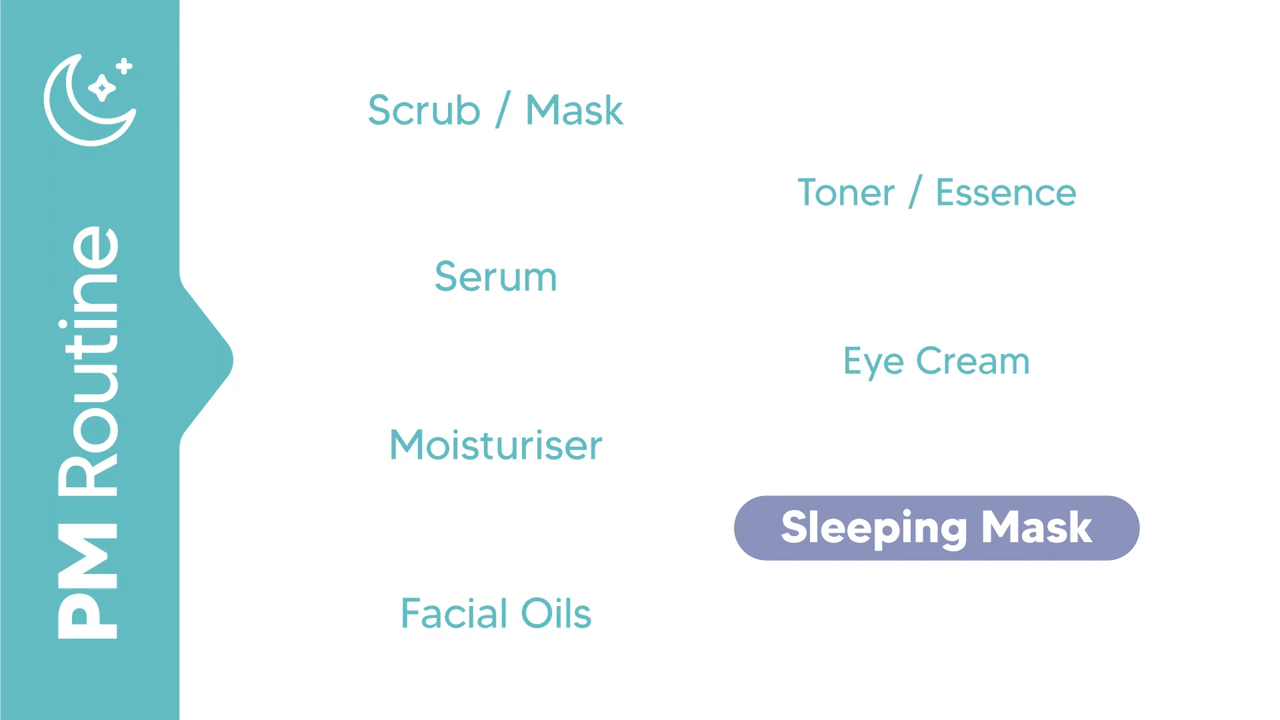 PM Routine
Scrub / Mask
Toner / Essence
Serum
Eye Cream
Moisturiser
Sleeping Mask
Facial Oils